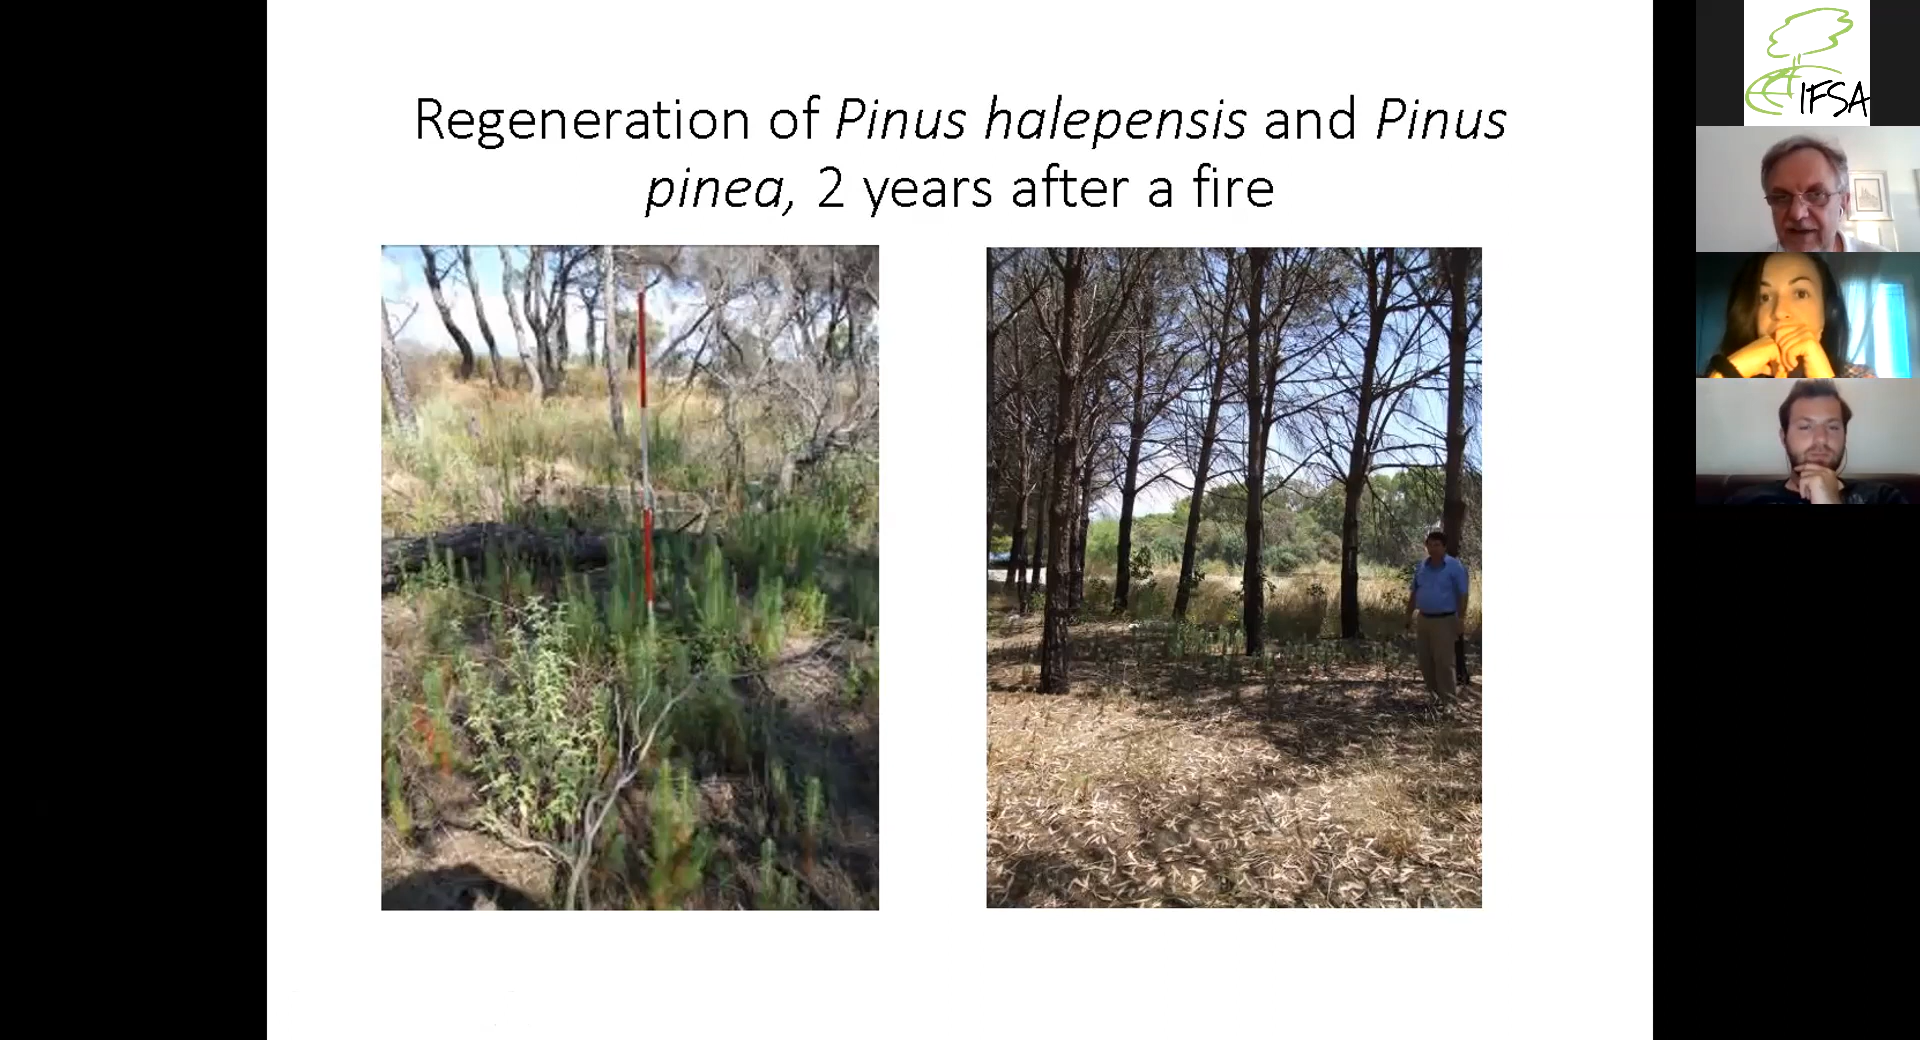 Regeneration of Pinus halepensis and Pinus
pinea, 2 years after a fire
IFSA